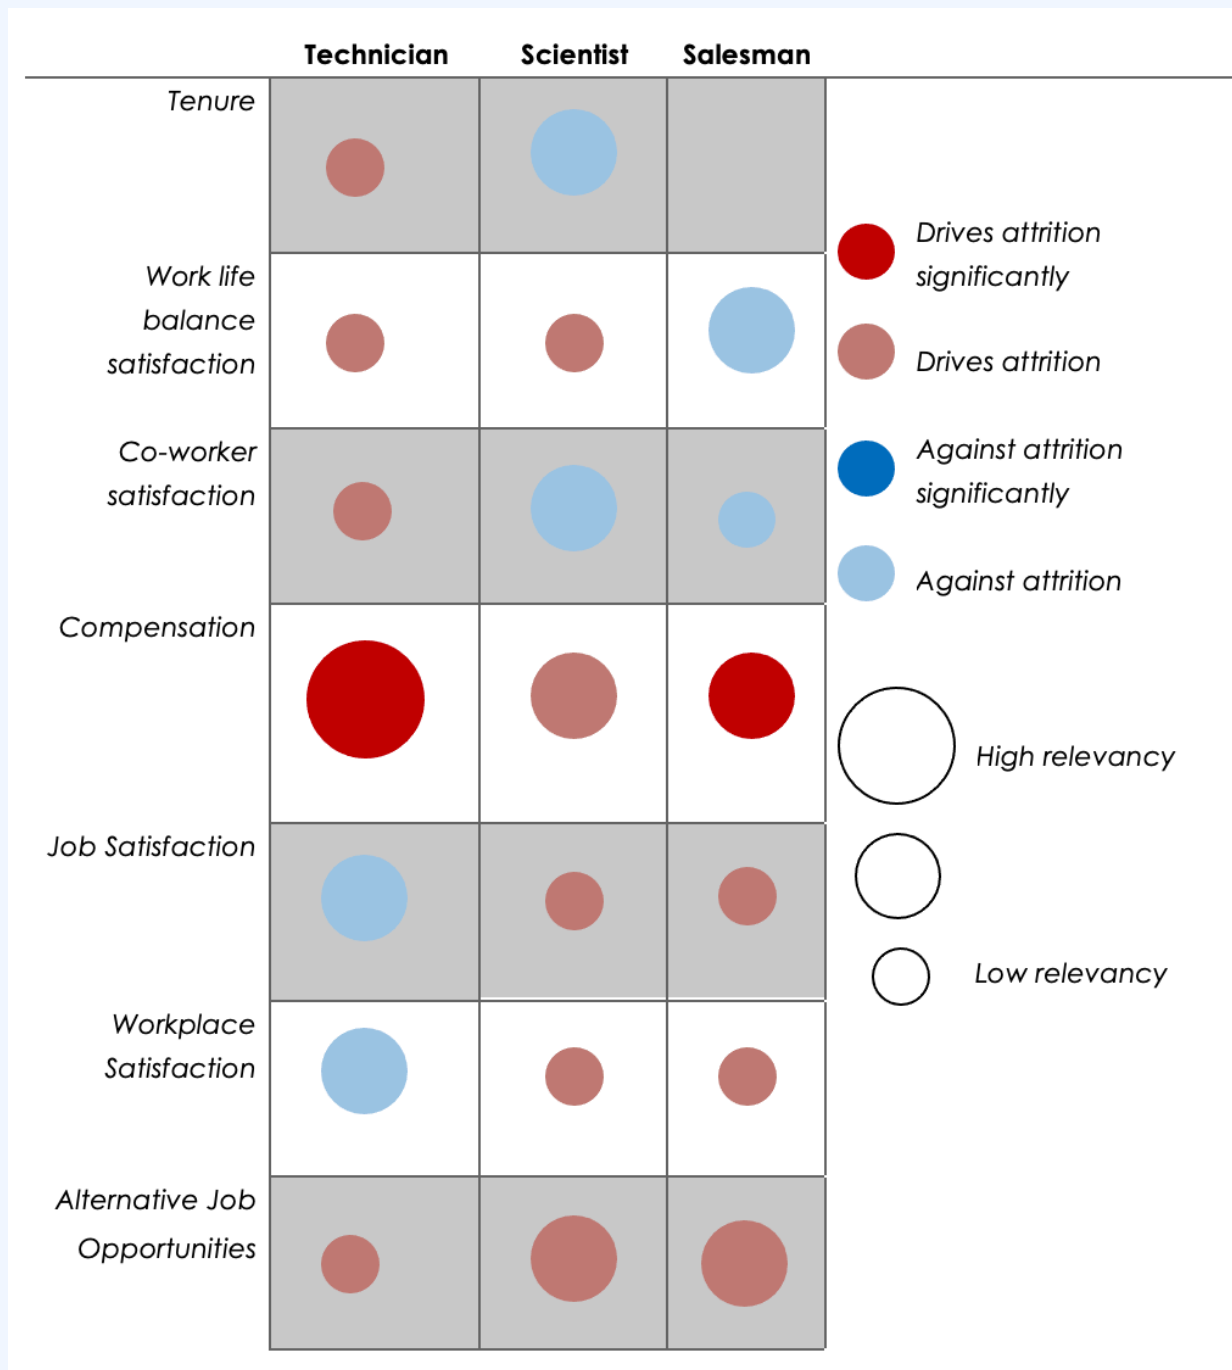 Technician Scientist Salesman
Tenure
Work life
balance
satisfaction
Co-worker
satisfaction
Compensation
Job Satisfaction
Workplace
Satisfaction
Alternative Job
Opportunities
Drives attrition
significantly
Drives attrition
Against attrition
significantly
Against attrition
High relevancy
Low relevancy